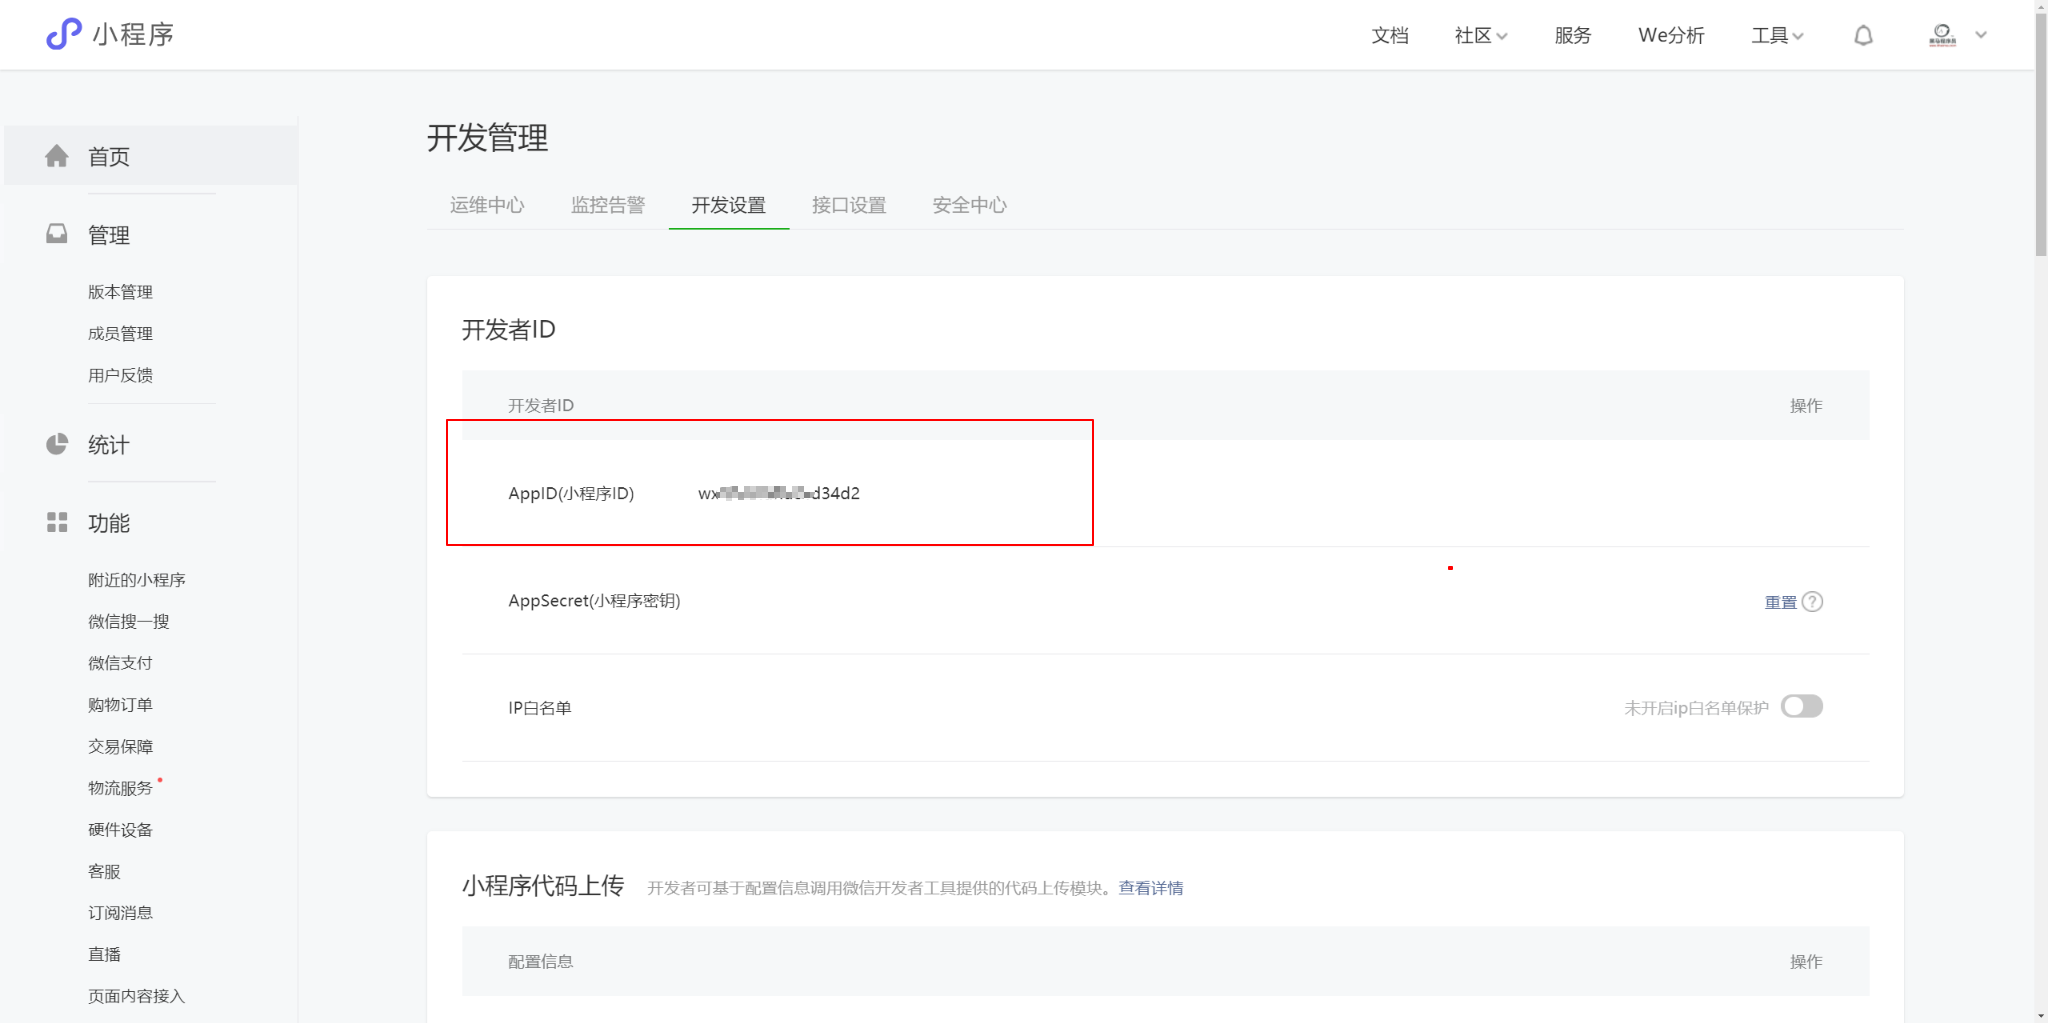 小程序
文档
社区
服务
We分析
工具
首页
管理
版本管理
成员管理
用户反馈
统计
功能
附近的小程序
微信搜一搜
微信支付
购物订单
交易保障
物流服务
硬件设备
客服
订阅消息
直播
页面内容接入
开发管理
运维中心 监控告警 开发设置 接口设置 安全中心
开发者ID
开发者ID 操作
AppID(小程序ID) wx d34d2
AppSecret(小程序密钥) 重置 ?
IP白名单 未开启ip白名单保护
小程序代码上传 开发者可基于配置信息调用微信开发者工具提供的代码上传模块。查看详情
配置信息 操作